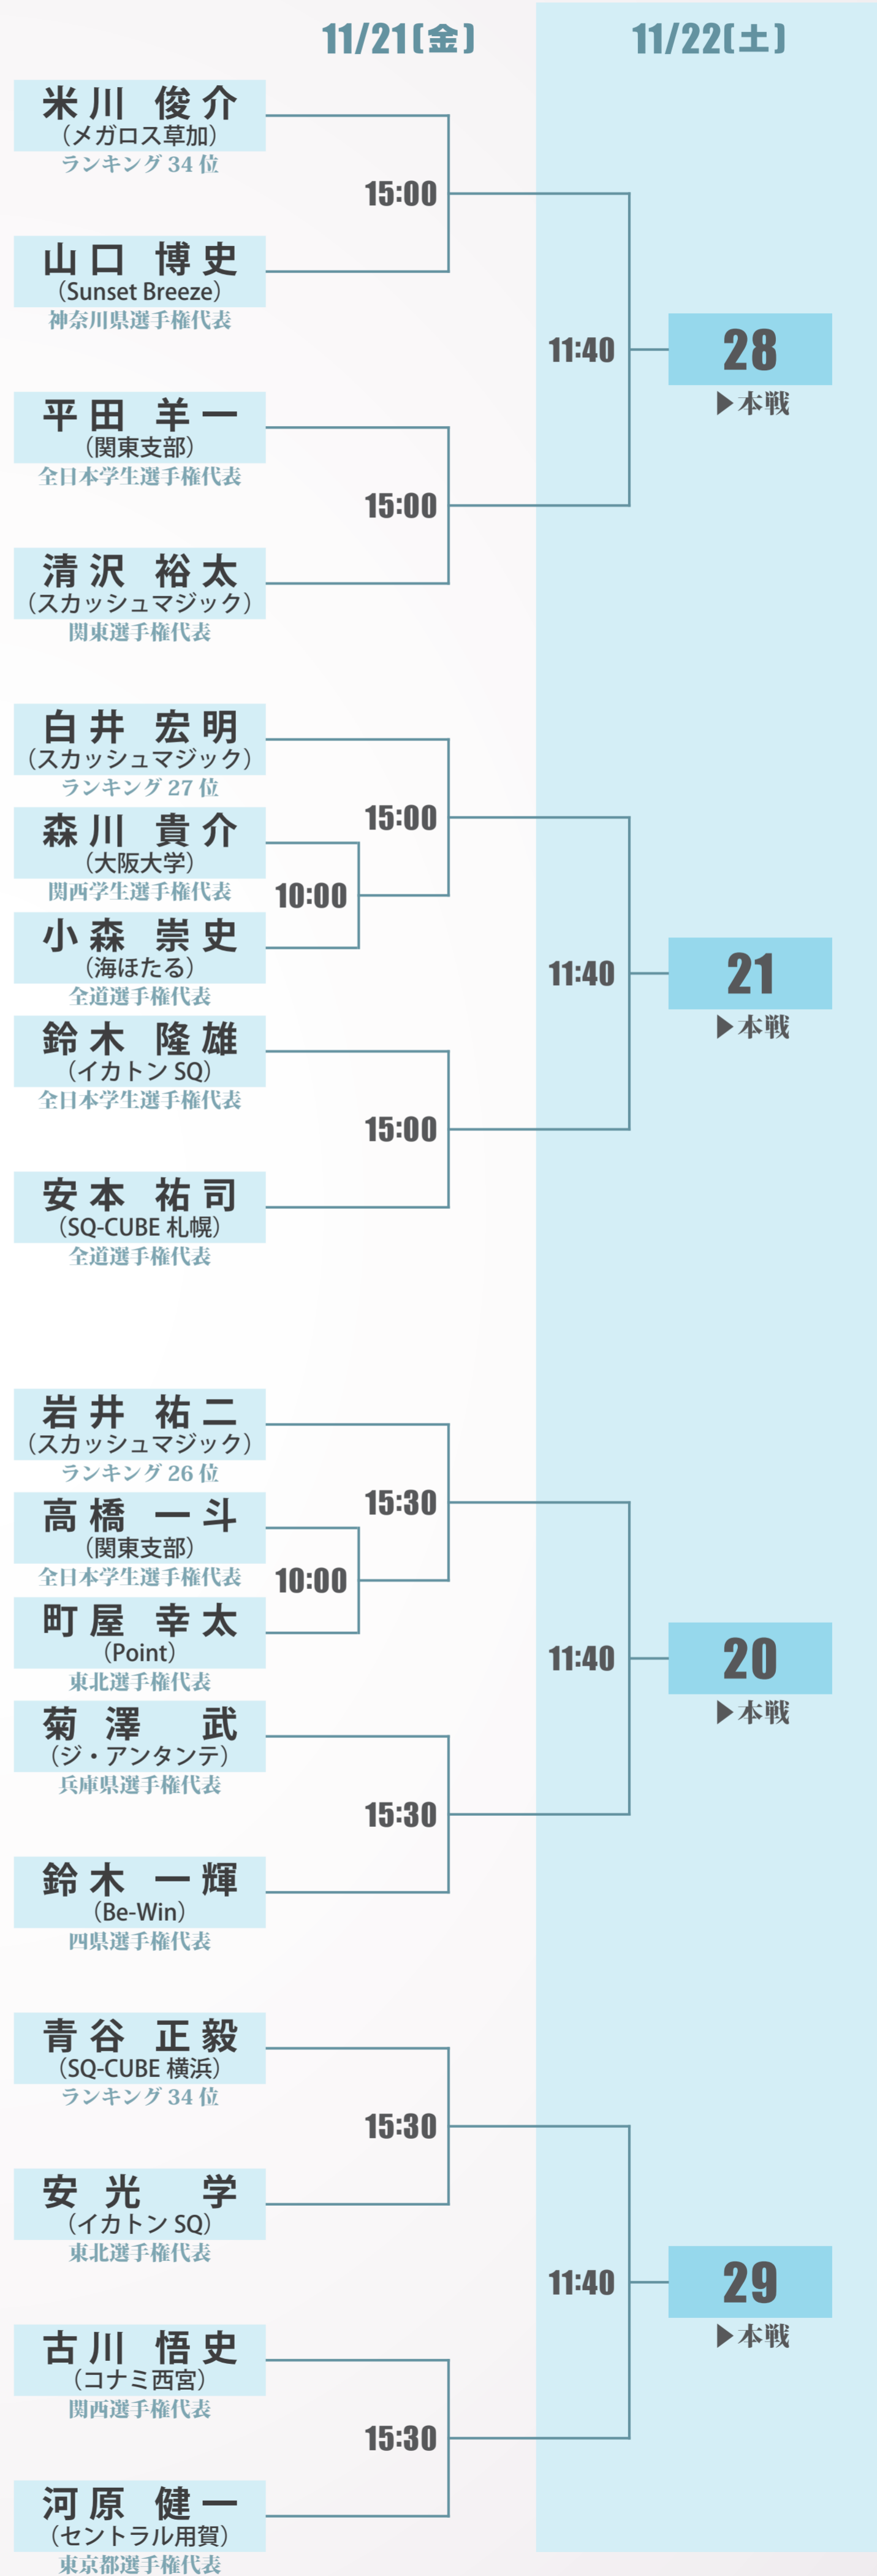 11/21(金) 11/22(土)
米川 俊介
（メガロス草加）
ランキング 34 位
15:00
山口 博史
（Sunset Breeze）
神奈川県選手権代表
11:40
28
▶本戦
平田 羊一
（関東支部）
全日本学生選手権代表
15:00
清沢 裕太
（スカッシュマジック）
関東選手権代表
白井 宏明
（スカッシュマジック）
ランキング 27 位
15:00
森川 貴介
（大阪大学）
関西学生選手権代表
10:00
小森 崇史
（海ほたる）
全道選手権代表
11:40
21
▶本戦
鈴木 隆雄
（イカトン SQ）
全日本学生選手権代表
15:00
安本 祐司
（SQ-CUBE 札幌）
全道選手権代表
岩井 祐二
（スカッシュマジック）
ランキング 26 位
15:30
高橋 一斗
（関東支部）
全日本学生選手権代表
10:00
町屋 幸太
（Point）
東北選手権代表
11:40
20
▶本戦
菊澤 武
（ジ・アンタンテ）
兵庫県選手権代表
15:30
鈴木 一輝
（Be-Win）
四県選手権代表
青谷 正毅
（SQ-CUBE 横浜）
ランキング 34 位
15:30
安光 学
（イカトン SQ）
東北選手権代表
11:40
29
▶本戦
古川 悟史
（コナミ西宮）
関西選手権代表
15:30
河原 健一
（セントラル用賀）
東京都選手権代表